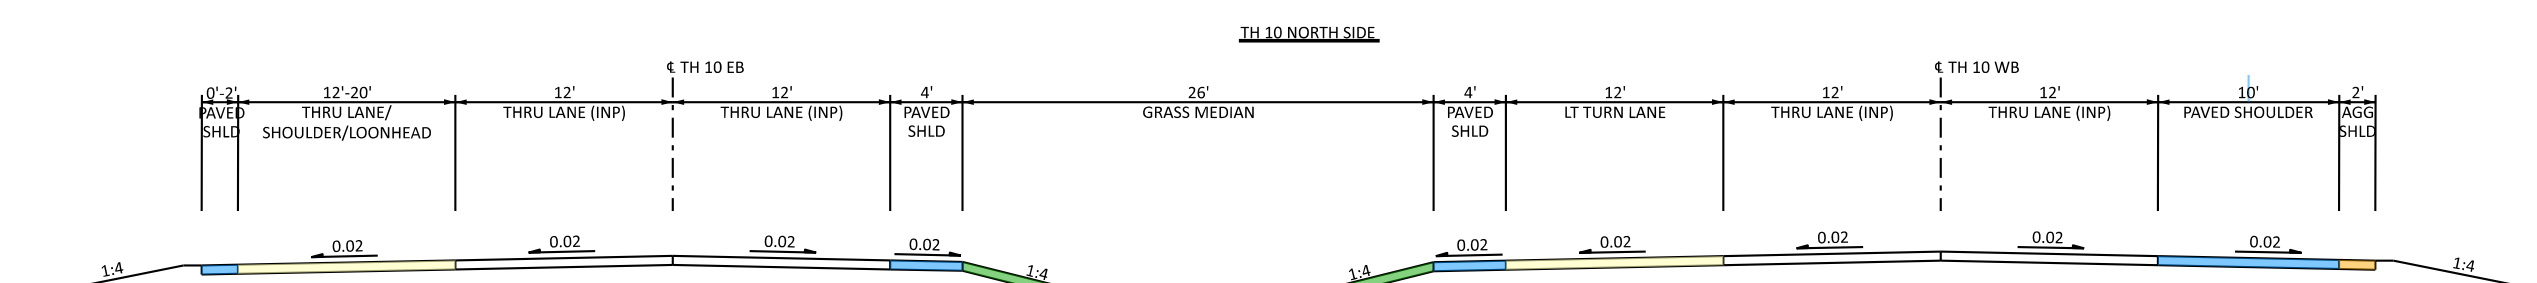 TH 10 NORTH SIDE
℄ TH 10 EB
℄ TH 10 WB
0'-2'
12'-20'
12'
12'
4'
26'
4'
12'
12'
12'
10'
2'
PAVED
SHLD
THRU LANE/
SHOULDER/LOONHEAD
THRU LANE (INP)
THRU LANE (INP)
PAVED
SHLD
GRASS MEDIAN
PAVED
SHLD
LT TURN LANE
THRU LANE (INP)
THRU LANE (INP)
PAVED SHOULDER
AGG
SHLD
1:4
0.02
0.02
0.02
0.02
1:4
1:4
0.02
0.02
0.02
0.02
0.02
1:4